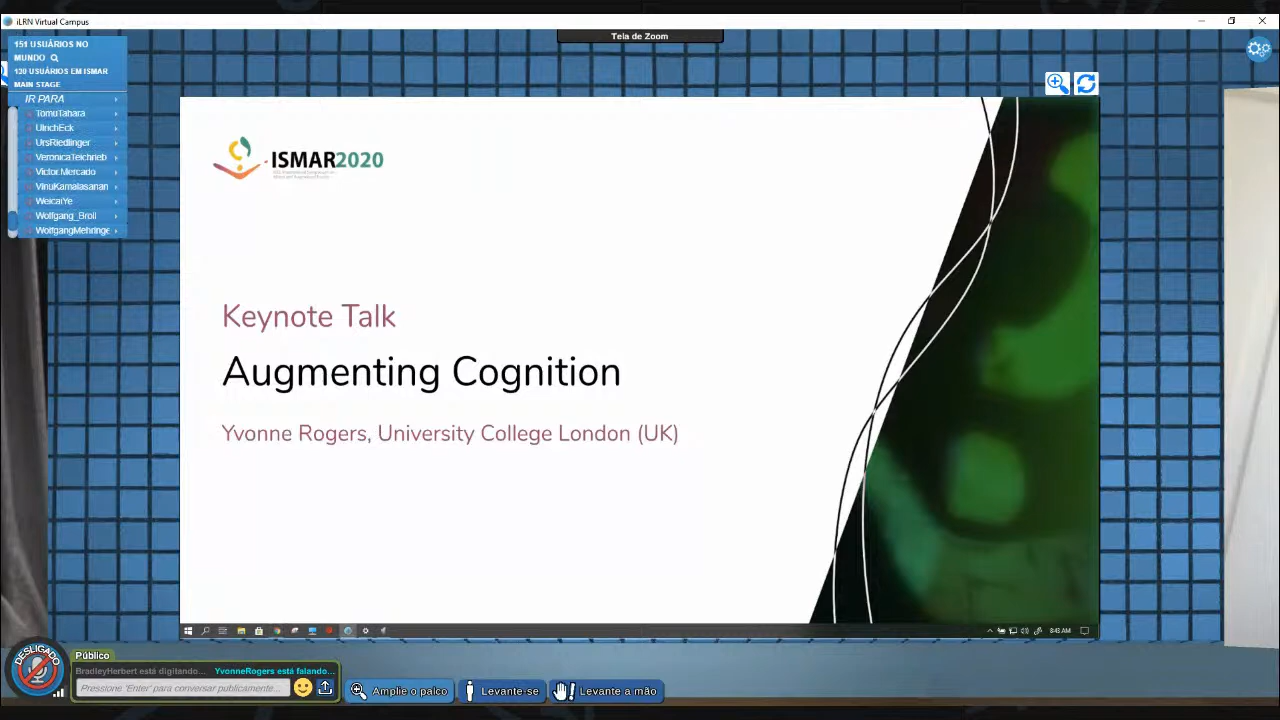 iLRN Virtual Campus
Tela de Zoom
151 USUÁRIOS NO
MUNDO
130 USUÁRIOS EM ISMAR
MAIN STAGE
IR PARA
TomuTahara
UlrichEck
UrsRiedlinger
VeronicaTeichrieb
Victor.Mercado
VinuKamalasanan
WeicaiYe
Wolfgang_Broll
WolfgangMehringe
ISMAR2020
Keynote Talk
Augmenting Cognition
Yvonne Rogers, University College London (UK)
8:43 AM
DESLIGADO
Público
BradleyHerbert está digitando... YvonneRogers está falando...
Pressione 'Enter' para conversar publicamente...
Amplie o palco
Levante-se
Levante a mão